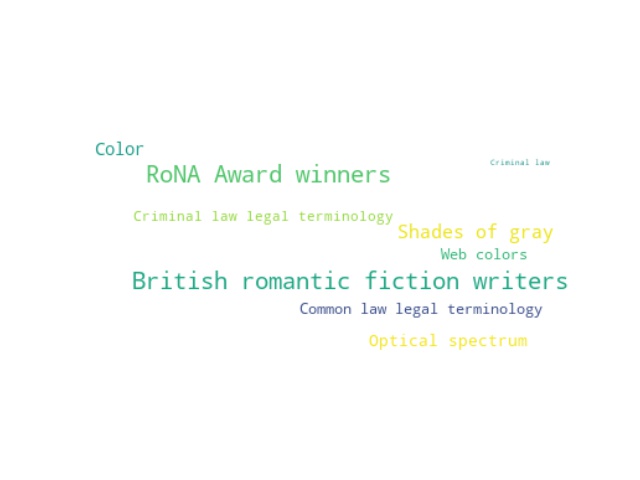 Color
Criminal law
RoNA Award winners
Criminal law legal terminology
Shades of gray
Web colors
British romantic fiction writers
Common law legal terminology
Optical spectrum